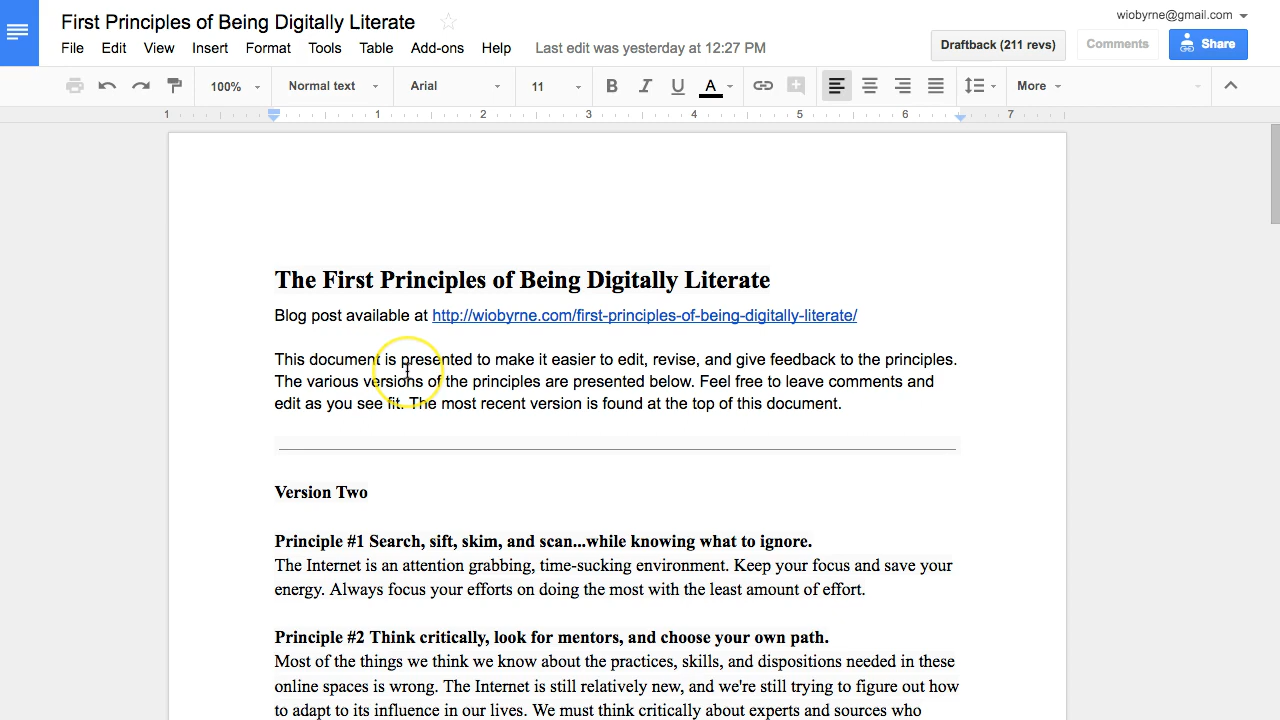 First Principles of Being Digitally Literate
wiobyrne@gmail.com
File Edit View Insert Format Tools Table Add-ons Help Last edit was yesterday at 12:27 PM
Draftback (211 revs) Comments Share
100% Normal text Arial 11 B I U A More
1 1 2 3 4 5 6 7
The First Principles of Being Digitally Literate
Blog post available at http://wiobyrne.com/first-principles-of-being-digitally-literate/
This document is presented to make it easier to edit, revise, and give feedback to the principles.
The various versions of the principles are presented below. Feel free to leave comments and
edit as you see fit. The most recent version is found at the top of this document.
Version Two
Principle #1 Search, sift, skim, and scan...while knowing what to ignore.
The Internet is an attention grabbing, time-sucking environment. Keep your focus and save your
energy. Always focus your efforts on doing the most with the least amount of effort.
Principle #2 Think critically, look for mentors, and choose your own path.
Most of the things we think we know about the practices, skills, and dispositions needed in these
online spaces is wrong. The Internet is still relatively new, and we're still trying to figure out how
to adapt to its influence in our lives. We must think critically about experts and sources who